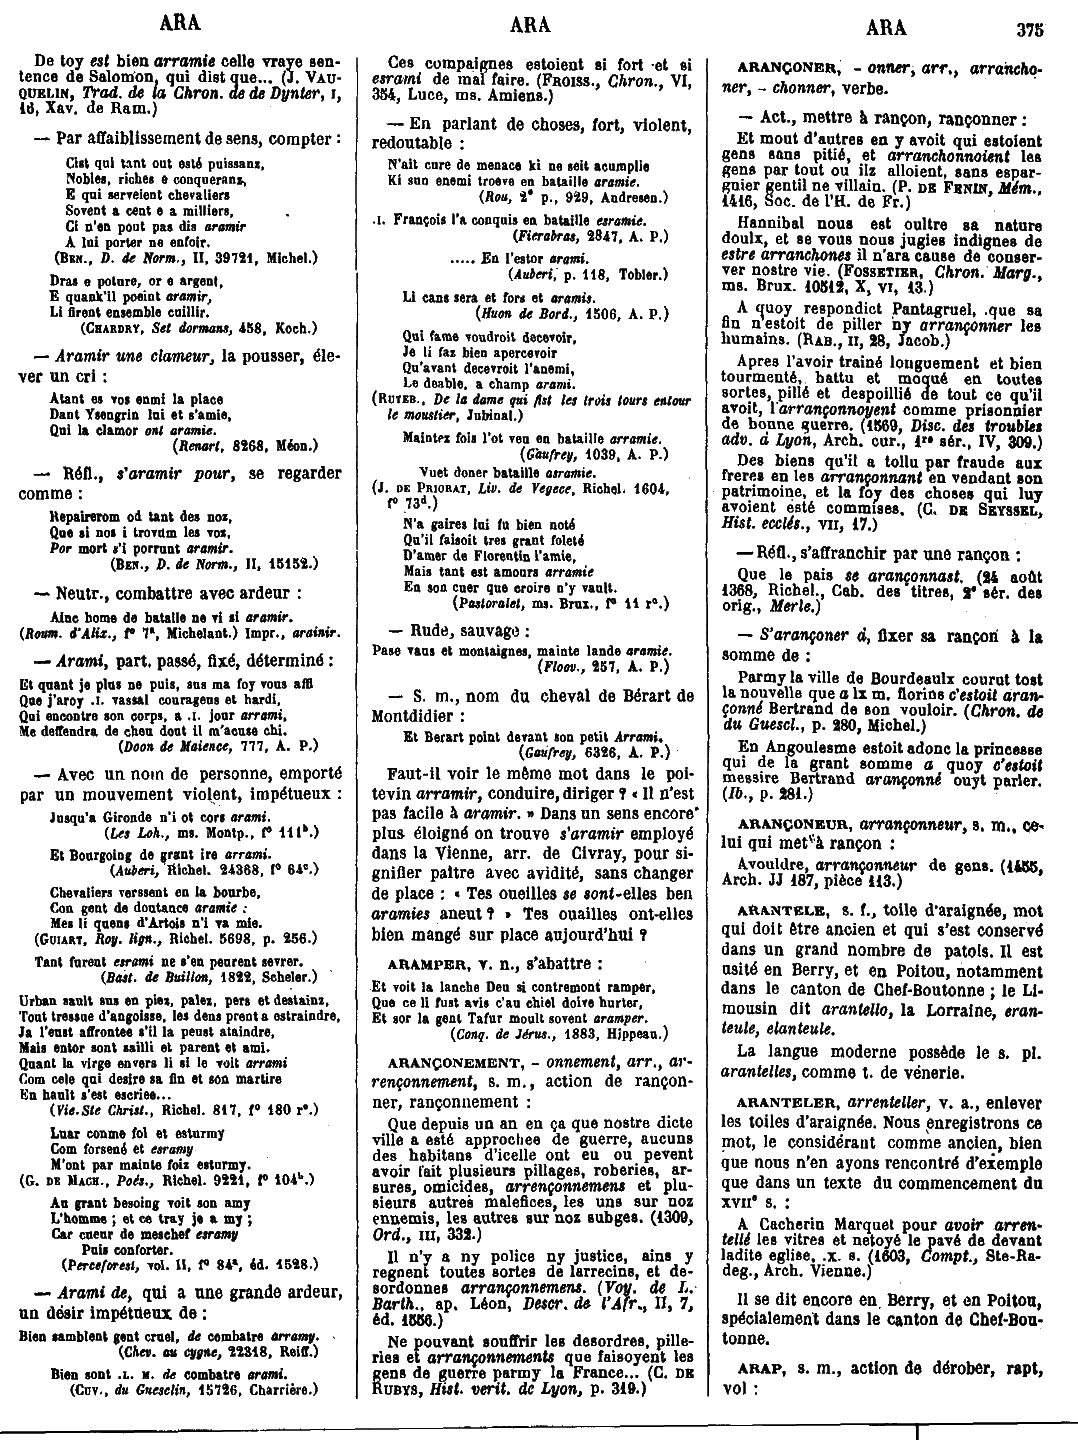 ARA
ARA
ARA
375
De toy est bien arramie celle vraye sen-
tence de Salomon, qui dist que... (J. VAU-
QUELIN, Trad. de la Chron. de de Dynter, I,
16, Xav. de Ram.)
— Par affaiblissement de sens, compter :
Cist qui tant out esté puissanz,
Nobles, riches e conqueranz,
E qui serveient chevaliers
Sovent a cent e a milliers,
Ci n'en pout pas dis aramir
A lui porter ne enfoir.
(BEN., D. de Norm., II, 39721, Michel.)
Dras e poture, or e argent,
E quank'il poeint aramir,
Li firent ensemble cuillir.
(CHARDRY, Set dormans, 458, Koch.)
— Aramir une clameur, la pousser, éle-
ver un cri :
Atant es vos enmi la place
Dant Ysengrin lui et s'amie,
Qui la clamor ont aramie.
(Renart, 8268, Méon.)
— Réfl., s'aramir pour, se regarder
comme :
Repairerom od tant des noz,
Que si nos i trovum les voz,
Por mort s'i porrunt aramir.
(BEN., D. de Norm., II, 15152.)
— Neutr., combattre avec ardeur :
Ainc home de bataile ne vi si aramir.
(Roum. d'Alix., f° 7ª, Michelant.) Impr., arainir.
— Arami, part. passé, fixé, déterminé :
Et quant je plus ne puis, sus ma foy vous affi
Que j'aroy .I. vassal courageus et hardi,
Qui encontre son corps, a .I. jour arrami,
Me deffendra de cheu dont il m'acuse chi.
(Doon de Maience, 777, A. P.)
— Avec un nom de personne, emporté
par un mouvement violent, impétueux :
Jusqu'a Gironde n'i ot cors arami.
(Les Loh., ms. Montp., f° 111ᵇ.)
Et Bourgoing de grant ire arrami.
(Auberi, Richel. 24368, f° 64ᶜ.)
Chevaliers verssent en la bourbe,
Con gent de doutance aramie :
Mes li quens d'Artois n'i va mie.
(GUIART, Roy. lign., Richel. 5698, p. 256.)
Tant furent esrami ne s'en peurent sevrer.
(Bast. de Buillon, 1822, Scheler.)
Urban sault sus en piez, palez, pers et destainz,
Tout tressue d'angoisse, les dens prent a estraindre,
Ja l'eust affrontee s'il la peust ataindre,
Mais entor sont sailli et parent et ami.
Quant la virge envers li si le voit arrami
Com cele qui desire sa fin et son martire
En hault s'est escriee...
(Vie Ste Christ., Richel. 817, f° 180 r°.)
Luar conme fol et esturmy
Com forsené et esramy
M'ont par mainte foiz esturmy.
(G. DE MACH., Poés., Richel. 9221, f° 104ᵇ.)
Au grant besoing voit son amy
L'homme ; et ce tray je a my ;
Car cueur de meschef esramy
Puis conforter.
(Perceforest, vol. II, f° 84ª, éd. 1528.)
— Arami de, qui a une grande ardeur,
un désir impétueux de :
Bien samblent gent cruel, de combatre arramy.
(Chev. au cygne, 22318, Reiff.)
Bien sont .L. M. de combatre arami.
(CUV., du Guesclin, 15726, Charrière.)
Ces compaignes estoient si fort et si
esrami de mal faire. (FROISS., Chron., VI,
354, Luce, ms. Amiens.)
— En parlant de choses, fort, violent,
redoutable :
N'ait cure de menace ki ne seit acumplie
Ki sun enemi troeve en bataille aramie.
(Rou, 2ᵉ p., 929, Andresen.)
.I. François l'a conquis en bataille esramie.
(Fierabras, 2847, A. P.)
..... En l'estor arami.
(Auberi, p. 118, Tobler.)
Li cans sera et fors et aramis.
(Huon de Bord., 1506, A. P.)
Qui fame voudroit decevoir,
Je li faz bien apercevoir
Qu'avant decevroit l'anemi,
Le deable, a champ arami.
(RUTEB., De la dame qui fist les trois tours entour
le moustier, Jubinal.)
Maintez fois l'ot veu en bataille arramie.
(Gaufrey, 1039, A. P.)
Vuet doner bataille asramie.
(J. DE PRIORAT, Liv. de Vegece, Richel. 1604,
f° 73ᵈ.)
N'a gaires lui fu bien noté
Qu'il faisoit tres grant foleté
D'amer de Florentin l'amie,
Mais tant est amours arramie
En son cuer que croire n'y vault.
(Pastoralet, ms. Brux., f° 11 r°.)
— Rude, sauvage :
Pase vaus et montaignes, mainte lande aramie.
(Floov., 257, A. P.)
— S. m., nom du cheval de Bérart de
Montdidier :
Et Berart point devant son petit Arrami.
(Gaufrey, 6326, A. P.)
Faut-il voir le même mot dans le poi-
tevin arramir, conduire, diriger ? « Il n'est
pas facile à aramir. » Dans un sens encore
plus éloigné on trouve s'aramir employé
dans la Vienne, arr. de Civray, pour si-
gnifier paître avec avidité, sans changer
de place : « Tes oueilles se sont-elles ben
aramies aneut ? » Tes ouailles ont-elles
bien mangé sur place aujourd'hui ?
ARAMPER, v. n., s'abattre :
Et voit la lanche Deu si contremont ramper,
Que ce li fust avis c'au chiel doive hurter,
Et sor la gent Tafur moult sovent aramper.
(Conq. de Jérus., 1883, Hippeau.)
ARANÇONEMENT, - onnement, arr., ar-
rençonnement, s. m., action de rançon-
ner, rançonnement :
Que depuis un an en ça que nostre dicte
ville a esté approchee de guerre, aucuns
des habitans d'icelle ont eu ou pevent
avoir fait plusieurs pillages, roberies, ar-
sures, omicides, arrençonnemens et plu-
sieurs autres malefices, les uns sur noz
ennemis, les autres sur noz subges. (1309,
Ord., III, 332.)
Il n'y a ny police ny justice, ains y
regnent toutes sortes de larrecins, et de-
sordonnes arrançonnemens. (Voy. de L.
Barth., ap. Léon, Descr. de l'Afr., II, 7,
éd. 1556.)
Ne pouvant souffrir les desordres, pille-
ries et arrançonnements que faisoyent les
gens de guerre parmy la France... (C. DE
RUBYS, Hist. verit. de Lyon, p. 319.)
ARANÇONER, - onner, arr., arrancho-
ner, - chonner, verbe.
— Act., mettre à rançon, rançonner :
Et mout d'autres en y avoit qui estoient
gens sans pitié, et arranchonnoient les
gens par tout ou ilz alloient, sans espar-
gnier gentil ne villain. (P. DE FENIN, Mém.,
1416, Soc. de l'H. de Fr.)
Hannibal nous est oultre sa nature
doulx, et se vous nous jugies indignes de
estre arranchones il n'ara cause de conser-
ver nostre vie. (FOSSETIER, Chron. Marg.,
ms. Brux. 10512, X, VI, 13.)
A quoy respondict Pantagruel, que sa
fin n'estoit de piller ny arrançonner les
humains. (RAB., II, 28, Jacob.)
Apres l'avoir trainé longuement et bien
tourmenté, battu et moqué en toutes
sortes, pillé et despoillié de tout ce qu'il
avoit, l'arrançonnoyent comme prisonnier
de bonne guerre. (1569, Disc. des troubles
adv. à Lyon, Arch. cur., 1ʳᵉ sér., IV, 309.)
Des biens qu'il a tollu par fraude aux
freres en les arrançonnant en vendant son
patrimoine, et la foy des choses qui luy
avoient esté commises. (C. DE SEYSSEL,
Hist. ecclés., VII, 17.)
— Réfl., s'affranchir par une rançon :
Que le pais se arançonnast. (24 août
1368, Richel., Cab. des titres, 2ᵉ sér. des
orig., Merle.)
— S'arançoner à, fixer sa rançon à la
somme de :
Parmy la ville de Bourdeaulx courut tost
la nouvelle que a lx m. florins c'estoit aran-
çonné Bertrand de son vouloir. (Chron. de
du Guescl., p. 280, Michel.)
En Angoulesme estoit adonc la princesse
qui de la grant somme a quoy c'estoit
messire Bertrand arançonné ouyt parler.
(Ib., p. 281.)
ARANÇONEUR, arrançonneur, s. m., ce-
lui qui met à rançon :
Avouldre, arrançonneur de gens. (1455,
Arch. JJ 187, pièce 113.)
ARANTELE, s. f., toile d'araignée, mot
qui doit être ancien et qui s'est conservé
dans un grand nombre de patois. Il est
usité en Berry, et en Poitou, notamment
dans le canton de Chef-Boutonne ; le Li-
mousin dit arantello, la Lorraine, eran-
teule, elanteule.
La langue moderne possède le s. pl.
arantelles, comme t. de vénerie.
ARANTELER, arrenteller, v. a., enlever
les toiles d'araignée. Nous enregistrons ce
mot, le considérant comme ancien, bien
que nous n'en ayons rencontré d'exemple
que dans un texte du commencement du
XVIIᵉ s. :
A Cacherin Marquet pour avoir arren-
tellé les vitres et netoyé le pavé de devant
ladite eglise, .x. s. (1603, Compt., Ste-Ra-
deg., Arch. Vienne.)
Il se dit encore en Berry, et en Poitou,
spécialement dans le canton de Chef-Bou-
tonne.
ARAP, s. m., action de dérober, rapt,
vol :